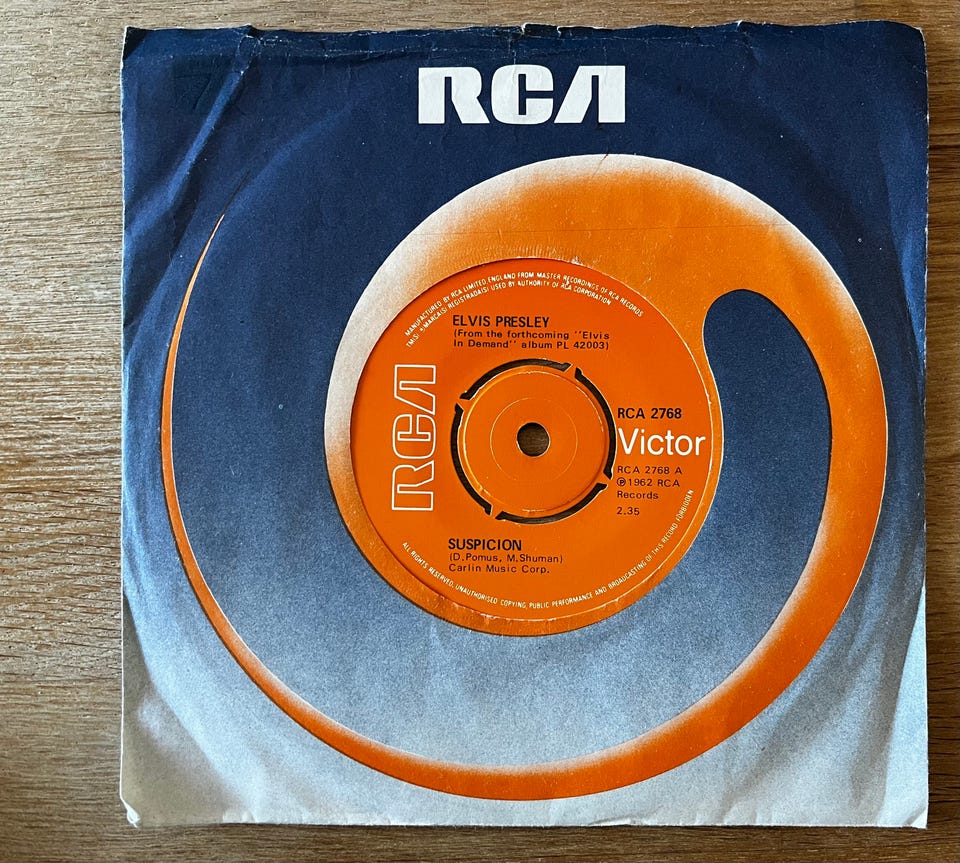 RCA
MANUFACTURED BY RCA LIMITED, ENGLAND FROM MASTER RECORDINGS OF RCA RECORDS
TM(S) ® MARCA(S) REGISTRADA(S) USED BY AUTHORITY OF RCA CORPORATION
ELVIS PRESLEY
(From the forthcoming "Elvis
In Demand" album PL 42003)
RCA
RCA 2768
Victor
RCA 2768 A
℗1962 RCA
Records
2.35
SUSPICION
(D.Pomus, M.Shuman)
Carlin Music Corp.
ALL RIGHTS RESERVED, UNAUTHORISED COPYING, PUBLIC PERFORMANCE AND BROADCASTING OF THIS RECORD FORBIDDEN